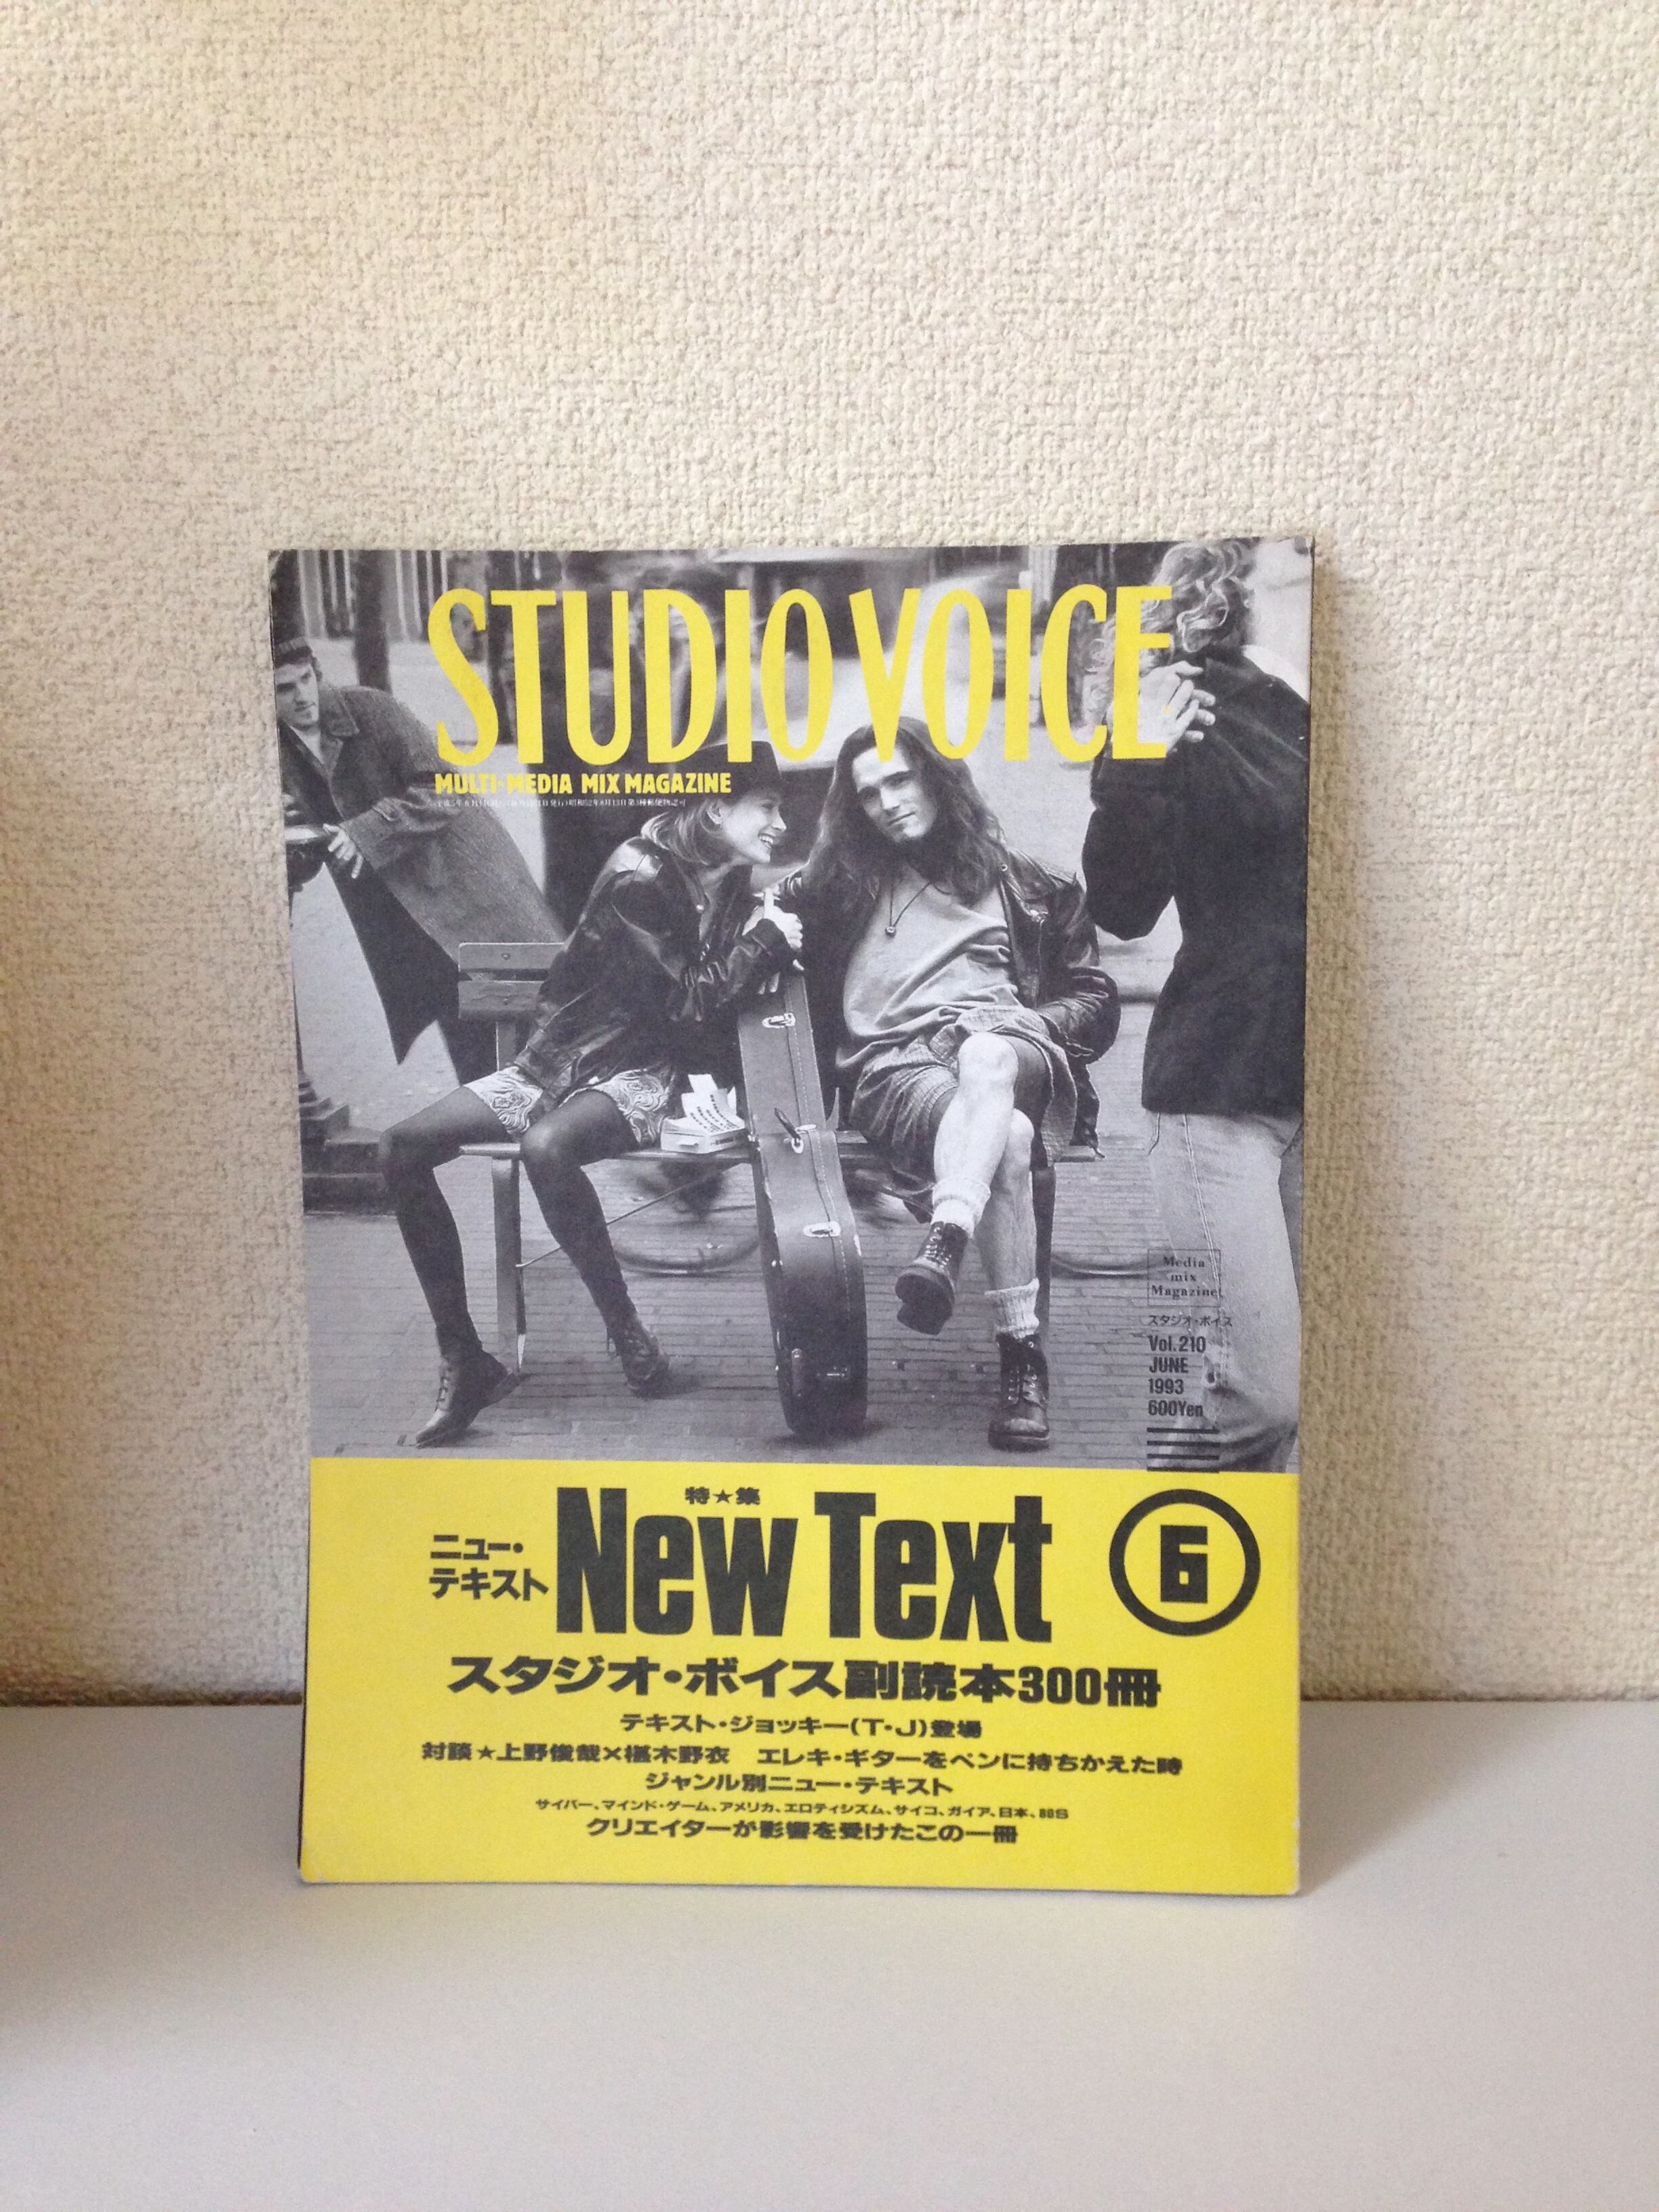 STUDIO VOICE
MULTI-MEDIA MIX MAGAZINE
Media
mix
Magazine
スタジオ・ボイス
Vol.210
JUNE
1993
600Yen
特★集
ニュー・
テキスト
New Text
6
スタジオ・ボイス副読本300冊
テキスト・ジョッキー(T・J)登場
対談★上野俊哉×椹木野衣 エレキ・ギターをペンに持ちかえた時
ジャンル別ニュー・テキスト
サイバー、マインド・ゲーム、アメリカ、エロティシズム、サイコ、ガイア、日本、80S
クリエイターが影響を受けたこの一冊